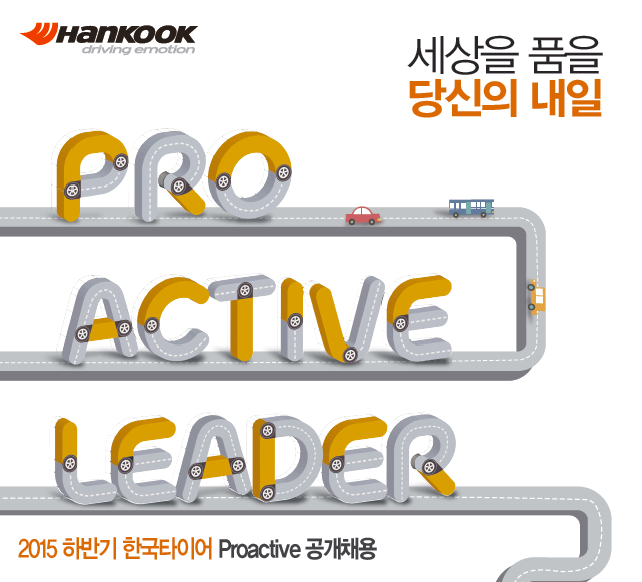 HANKOOK
driving emotion
세상을 품을
당신의 내일
PRO
ACTIVE
LEADER
2015 하반기 한국타이어 Proactive 공개채용